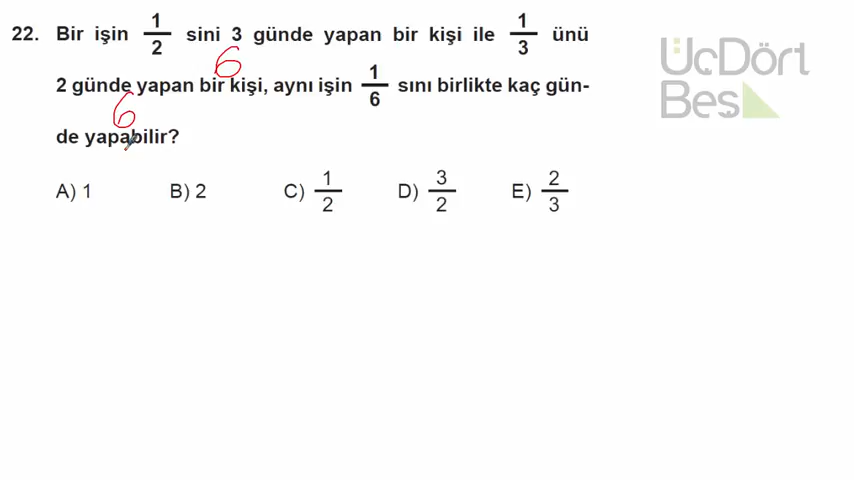 22. Bir işin 1/2 sini 3 günde yapan bir kişi ile 1/3 ünü
6
2 günde yapan bir kişi, aynı işin 1/6 sını birlikte kaç gün-
6
de yapabilir?
A) 1 B) 2 C) 1/2 D) 3/2 E) 2/3
ÜçDört
Beş